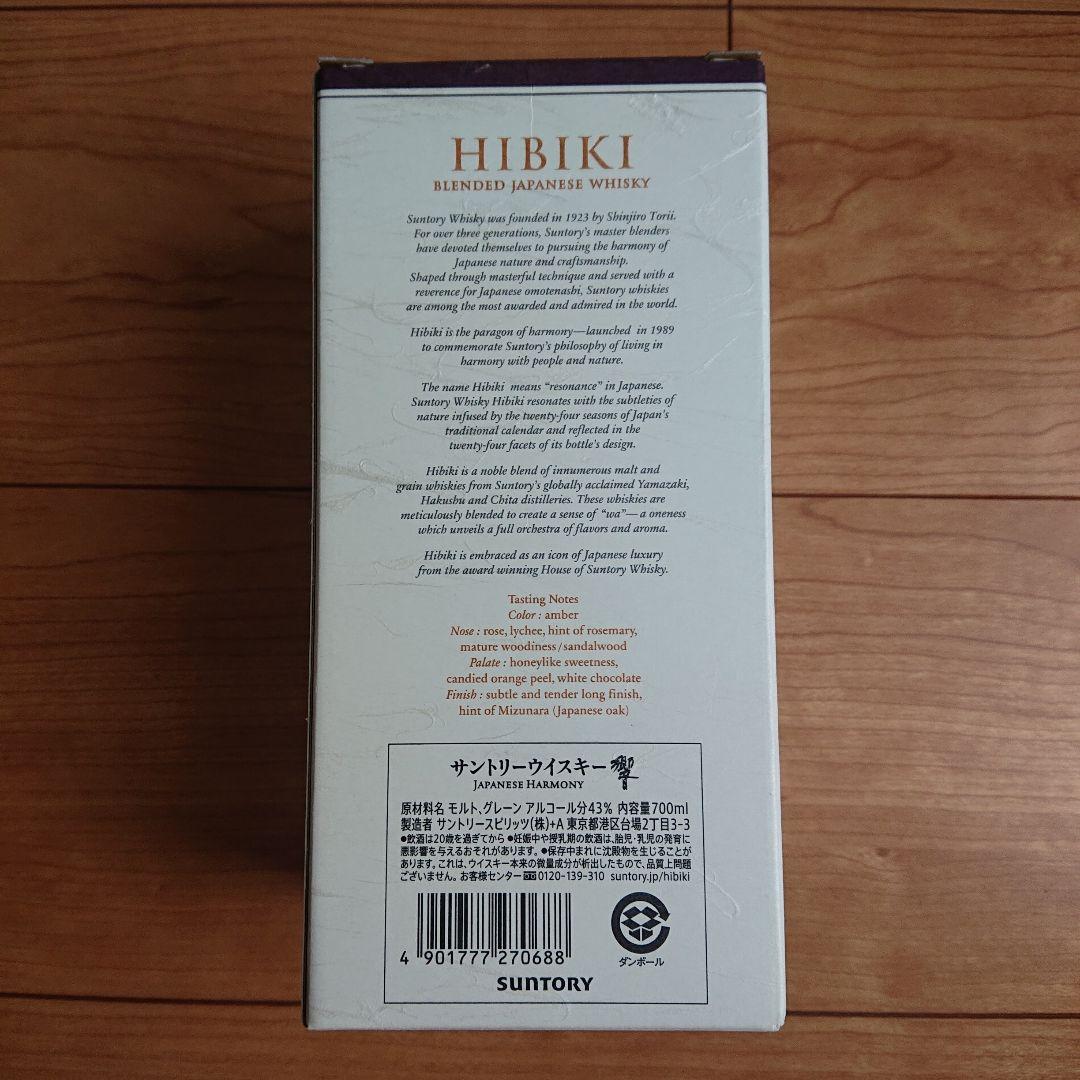 HIBIKI
BLENDED JAPANESE WHISKY
Suntory Whisky was founded in 1923 by Shinjiro Torii.
For over three generations, Suntory's master blenders
have devoted themselves to pursuing the harmony of
Japanese nature and craftsmanship.
Shaped through masterful technique and served with a
reverence for Japanese omotenashi, Suntory whiskies
are among the most awarded and admired in the world.
Hibiki is the paragon of harmony—launched in 1989
to commemorate Suntory's philosophy of living in
harmony with people and nature.
The name Hibiki means “resonance” in Japanese.
Suntory Whisky Hibiki resonates with the subtleties of
nature infused by the twenty-four seasons of Japan's
traditional calendar and reflected in the
twenty-four facets of its bottle's design.
Hibiki is a noble blend of innumerous malt and
grain whiskies from Suntory's globally acclaimed Yamazaki,
Hakushu and Chita distilleries. These whiskies are
meticulously blended to create a sense of “wa”— a oneness
which unveils a full orchestra of flavors and aroma.
Hibiki is embraced as an icon of Japanese luxury
from the award winning House of Suntory Whisky.
Tasting Notes
Color : amber
Nose : rose, lychee, hint of rosemary,
mature woodiness/sandalwood
Palate : honeylike sweetness,
candied orange peel, white chocolate
Finish : subtle and tender long finish,
hint of Mizunara (Japanese oak)
サントリーウイスキー 響
JAPANESE HARMONY
原材料名 モルト、グレーン アルコール分43% 内容量700ml
製造者 サントリースピリッツ(株)+A 東京都港区台場2丁目3-3
●飲酒は20歳を過ぎてから ●妊娠中や授乳期の飲酒は、胎児・乳児の発育に
悪影響を与えるおそれがあります。 ●保存中まれに沈殿物を生じることが
あります。これは、ウイスキー本来の微量成分が析出したもので、品質上問題
ございません。お客様センター 0120-139-310 suntory.jp/hibiki
4 901777 270688
ダンボール
SUNTORY